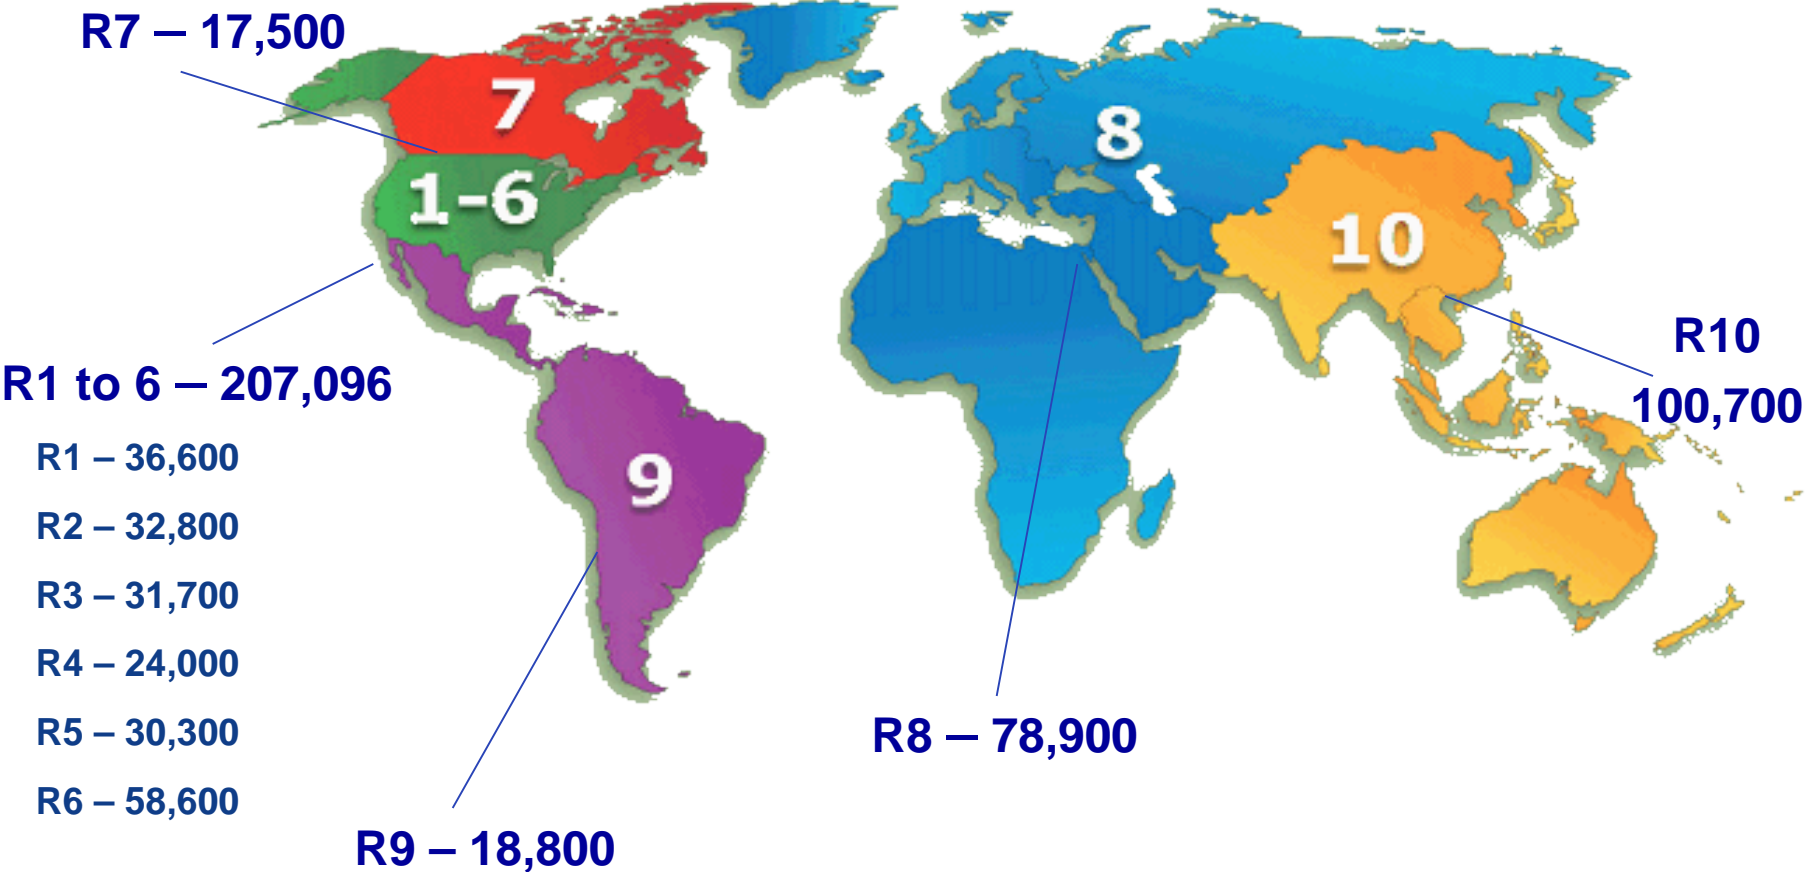 R7 – 17,500
7
8
1-6
10
R10
100,700
R1 to 6 – 207,096
R1 – 36,600
R2 – 32,800
R3 – 31,700
R4 – 24,000
R5 – 30,300
R6 – 58,600
9
R8 – 78,900
R9 – 18,800